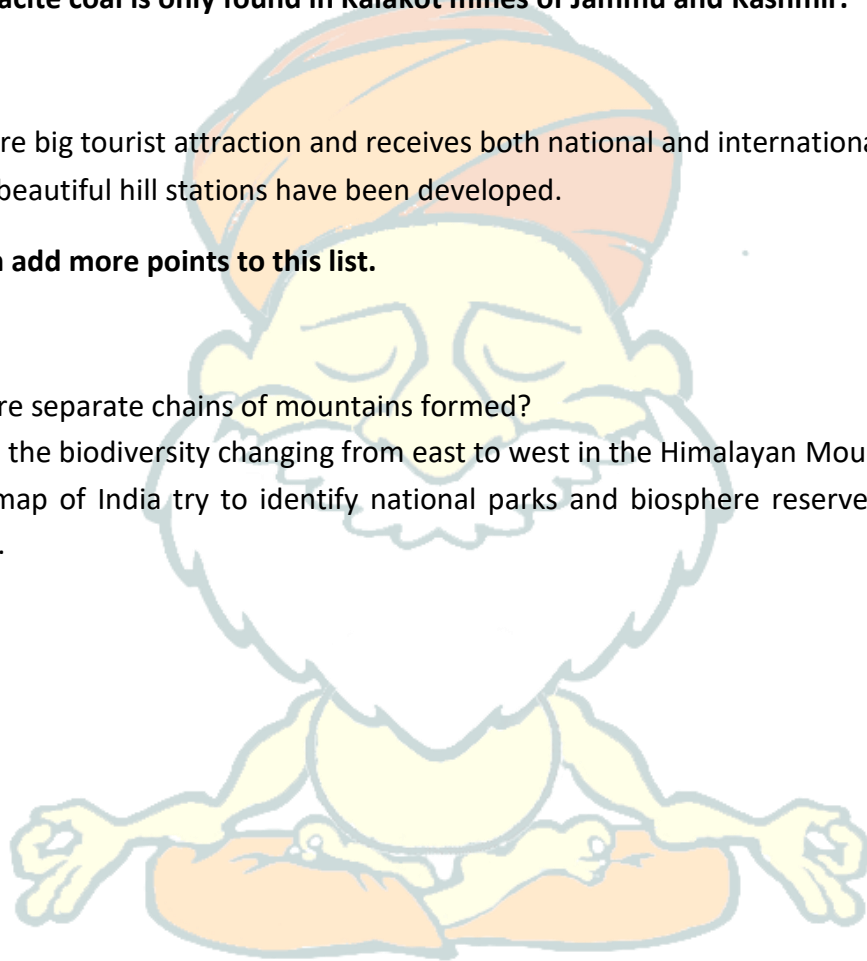 acite coal is only found in Kalakot mines of Jammu and Kashmir?
re big tourist attraction and receives both national and internationa
beautiful hill stations have been developed.
add more points to this list.
re separate chains of mountains formed?
the biodiversity changing from east to west in the Himalayan Mou
map of India try to identify national parks and biosphere reserve
.